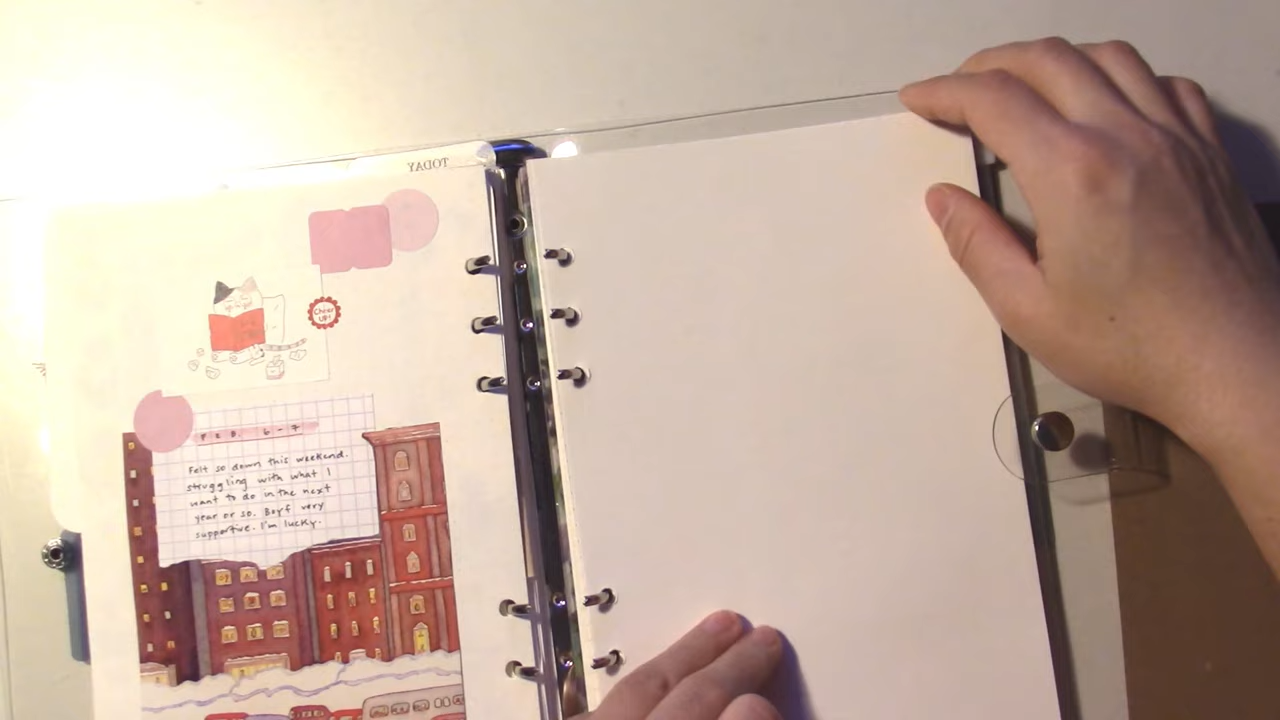 TODAY
Cheer
UP!
FEB. 6-7
Felt so down this weekend.
struggling with what I
want to do in the next
year or so. Boyf very
supportive. I'm lucky.